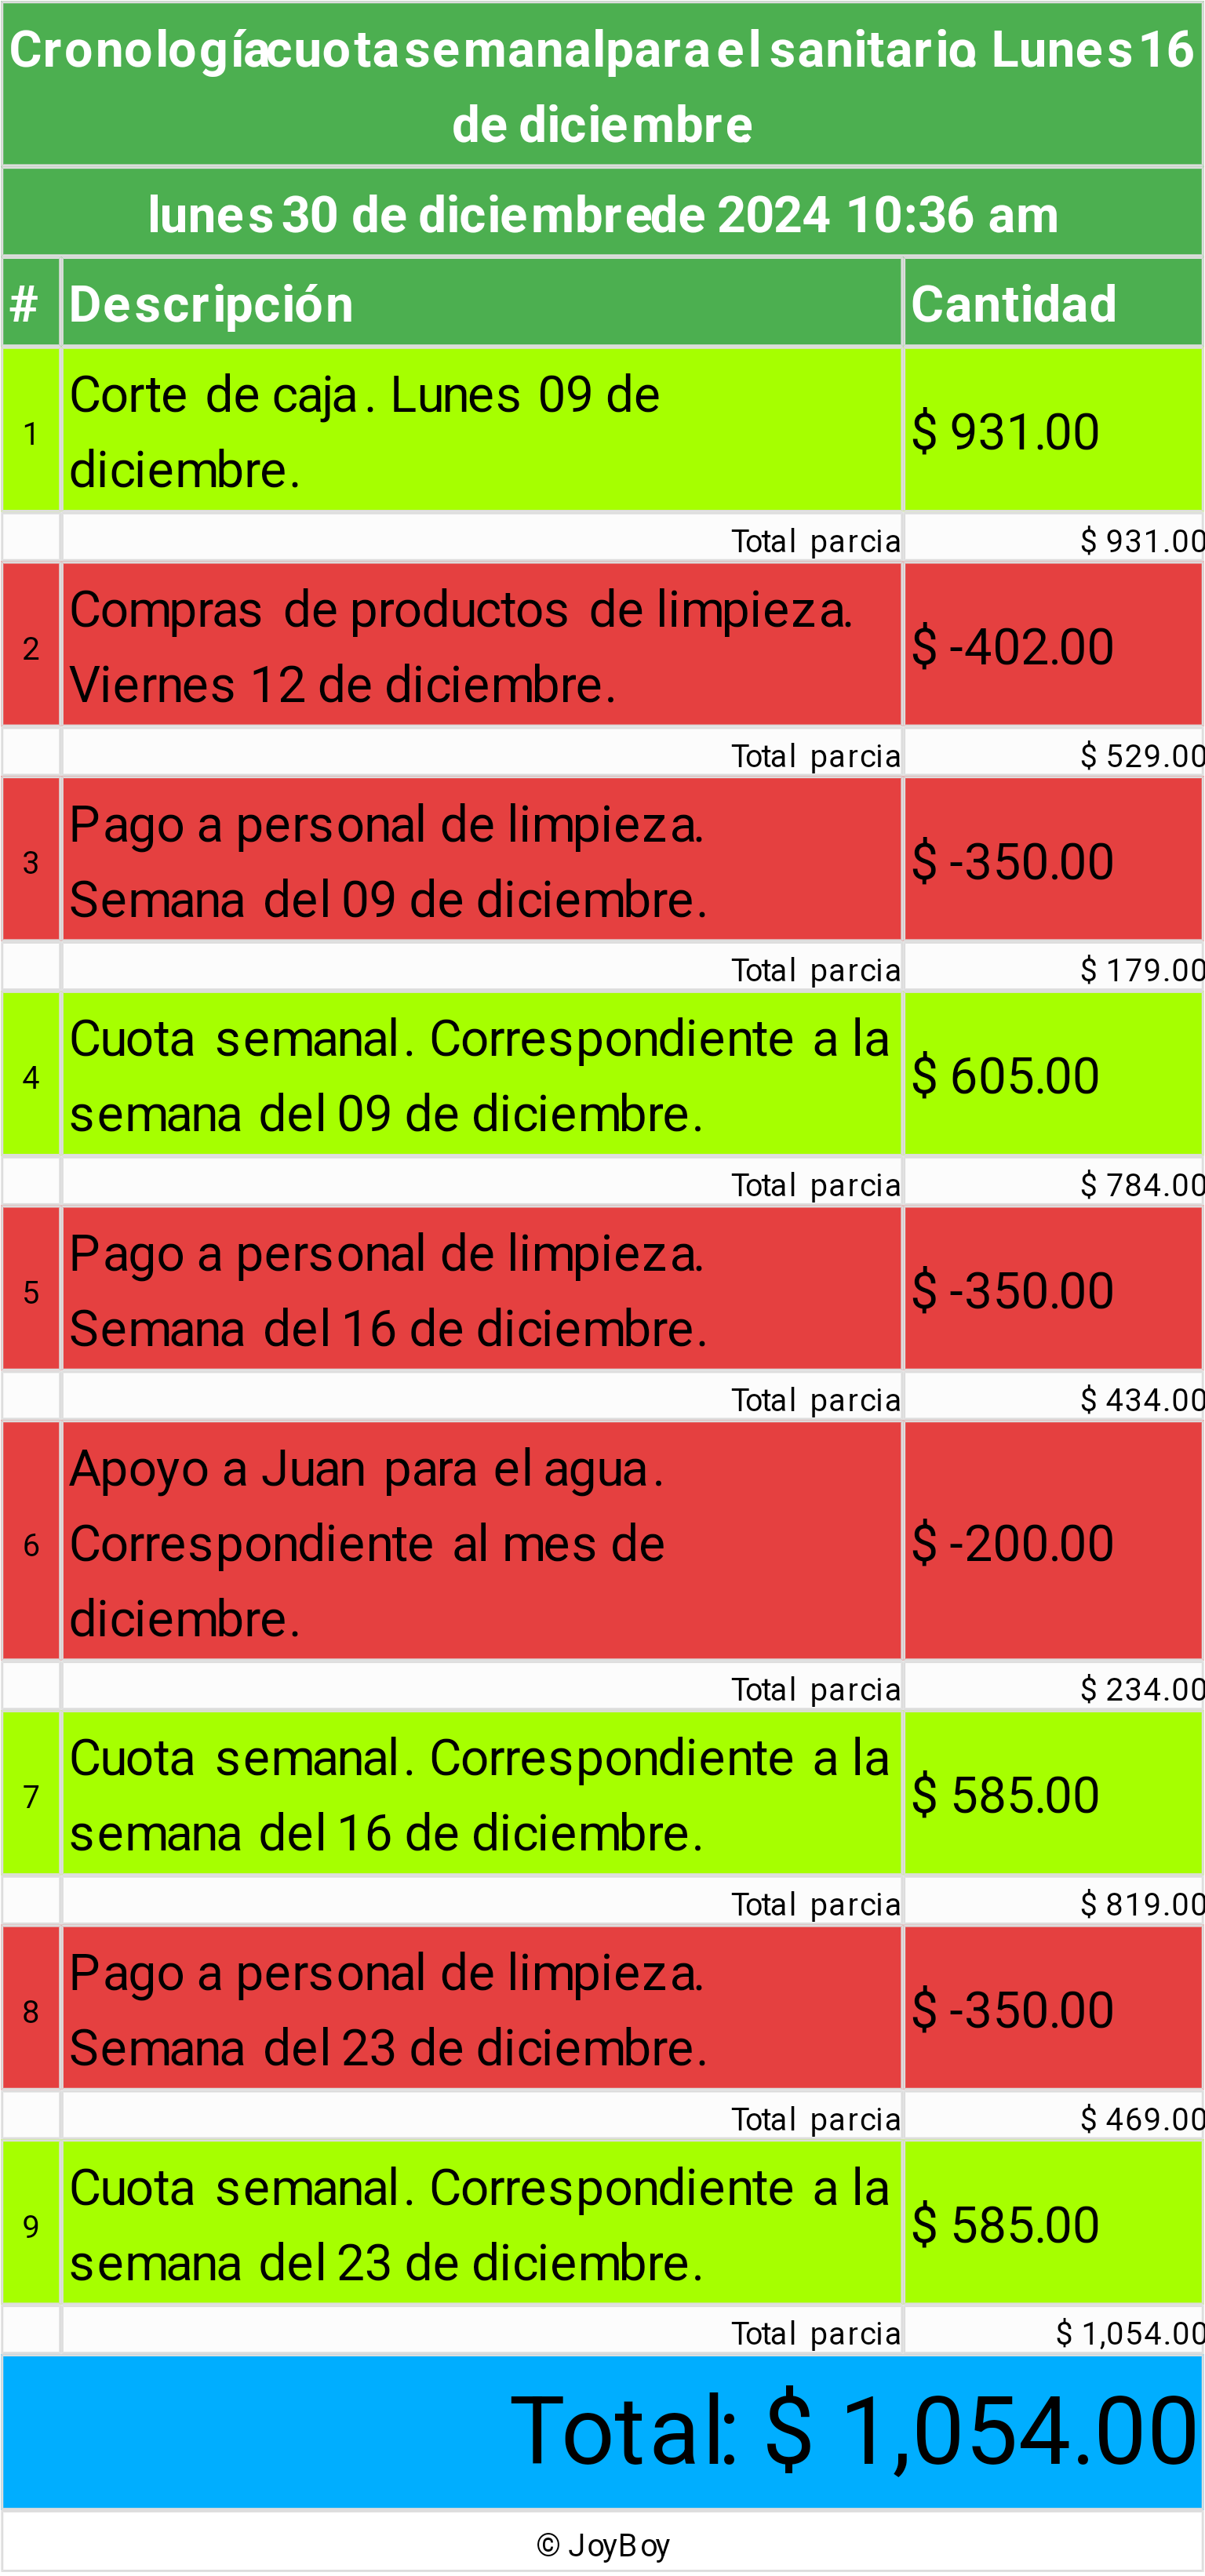 Cronología cuota semanal para el sanitario. Lunes 16
de diciembre.
lunes 30 de diciembre de 2024 10:36 am
# Descripción Cantidad
1 Corte de caja. Lunes 09 de
diciembre. $ 931.00
Total parcia $ 931.00
2 Compras de productos de limpieza.
Viernes 12 de diciembre. $ -402.00
Total parcia $ 529.00
3 Pago a personal de limpieza.
Semana del 09 de diciembre. $ -350.00
Total parcia $ 179.00
4 Cuota semanal. Correspondiente a la
semana del 09 de diciembre. $ 605.00
Total parcia $ 784.00
5 Pago a personal de limpieza.
Semana del 16 de diciembre. $ -350.00
Total parcia $ 434.00
6 Apoyo a Juan para el agua.
Correspondiente al mes de
diciembre. $ -200.00
Total parcia $ 234.00
7 Cuota semanal. Correspondiente a la
semana del 16 de diciembre. $ 585.00
Total parcia $ 819.00
8 Pago a personal de limpieza.
Semana del 23 de diciembre. $ -350.00
Total parcia $ 469.00
9 Cuota semanal. Correspondiente a la
semana del 23 de diciembre. $ 585.00
Total parcia $ 1,054.00
Total: $ 1,054.00
© JoyBoy